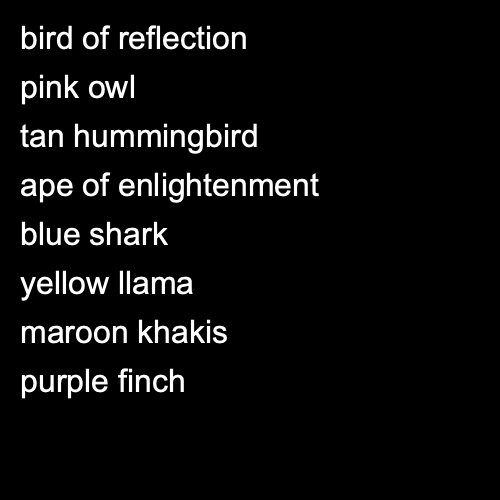 bird of reflection
pink owl
tan hummingbird
ape of enlightenment
blue shark
yellow llama
maroon khakis
purple finch